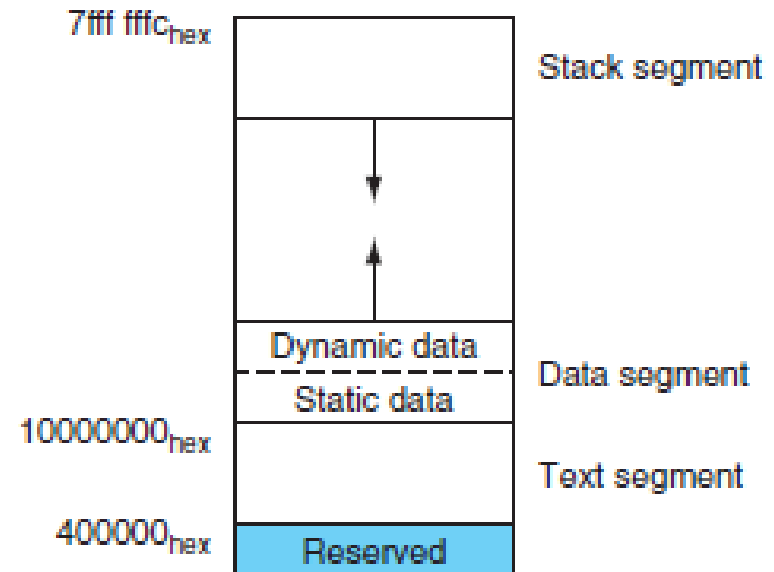 7fff fffchex
Stack segment
Dynamic data
Data segment
Static data
10000000hex
Text segment
400000hex
Reserved